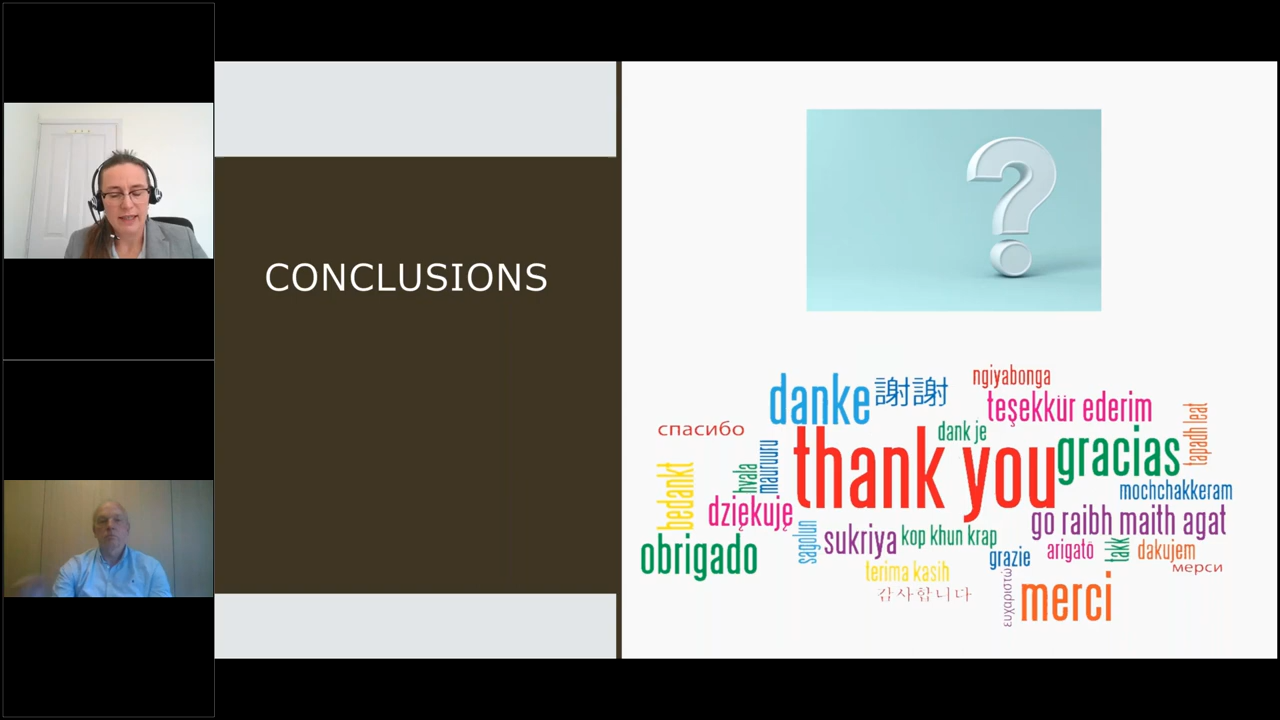 CONCLUSIONS
ngiyabonga
danke
謝謝
teşekkür ederim
tapadh leat
спасибо
dank je
thank you
gracias
hvala
mauruuru
bedankt
mochchakkeram
dziękuję
go raibh maith agat
sagolun
sukriya
kop khun krap
arigatō
takk
dakujem
obrigado
grazie
мерси
terima kasih
감사합니다
ευχαριστώ
merci